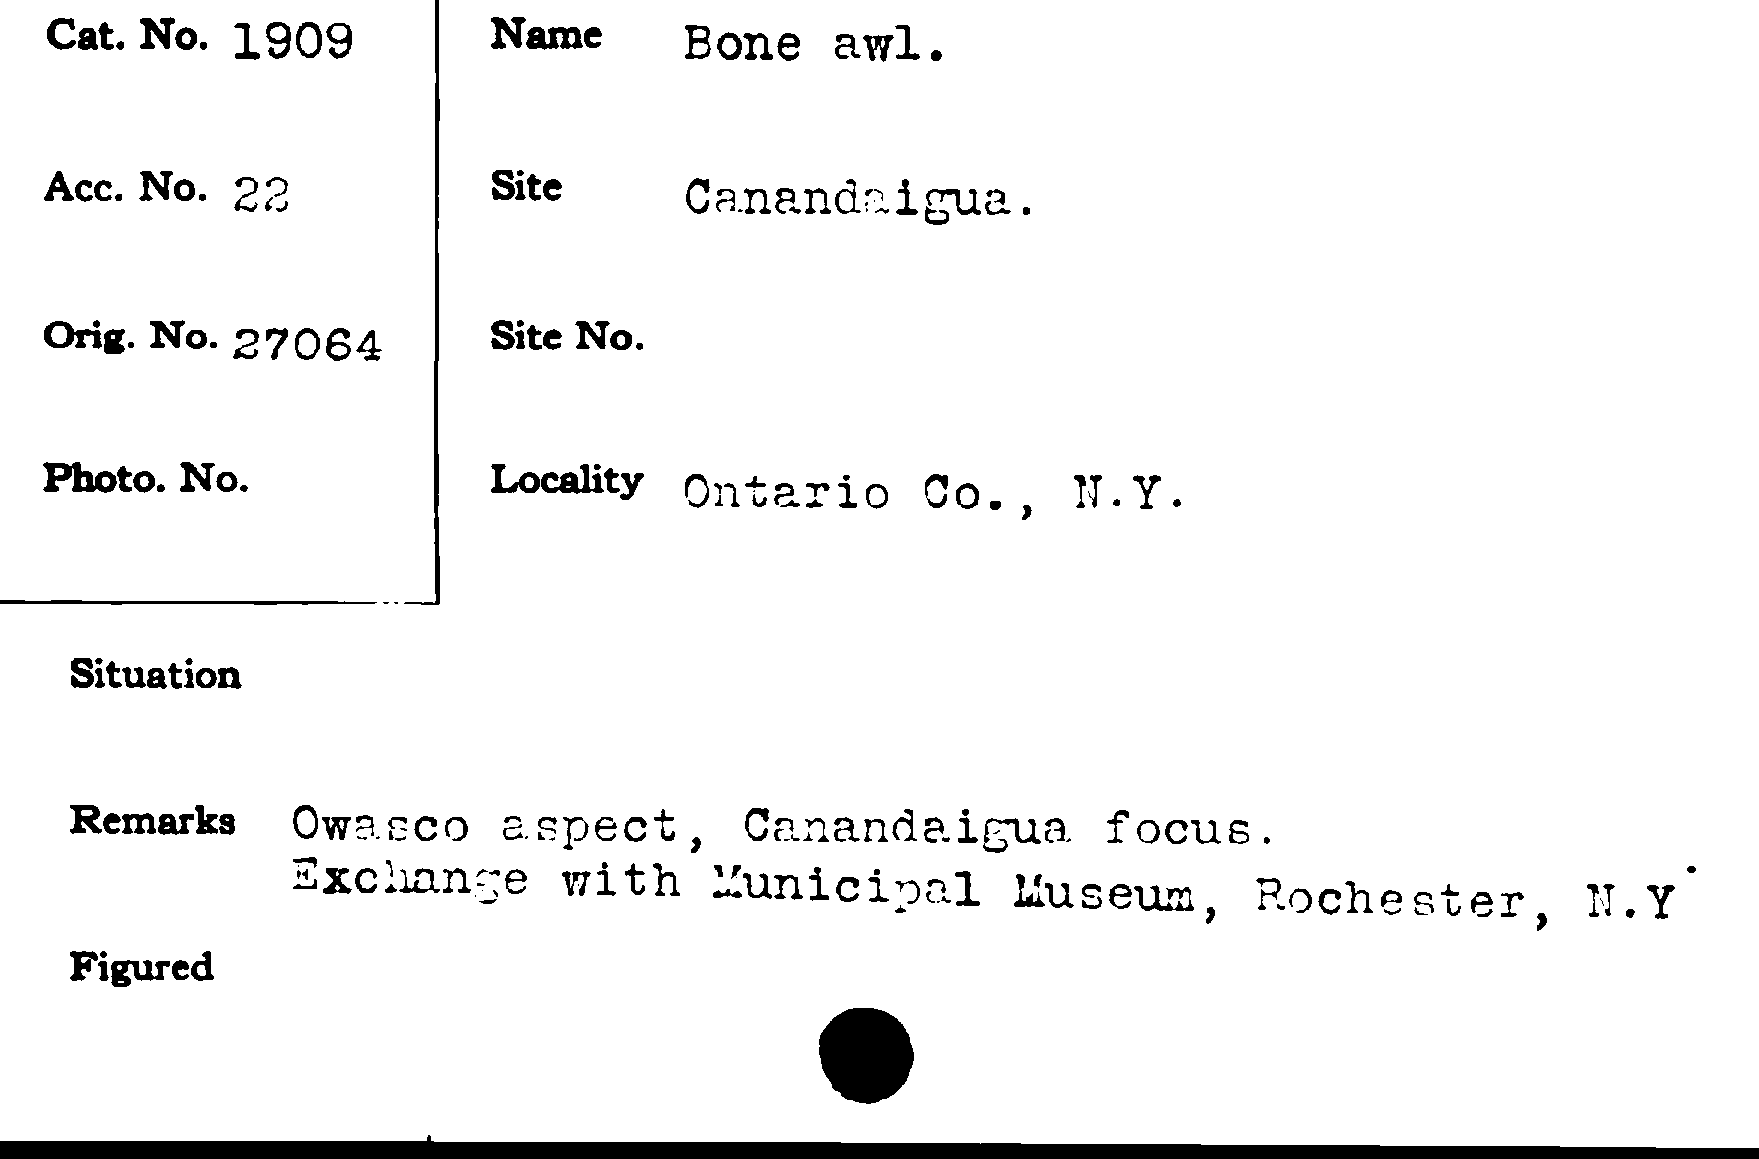 Cat. No. 1909
Name Bone awl.
Acc. No. 22
Site Canandaigua.
Orig. No. 27064
Site No.
Photo. No.
Locality Ontario Co., N.Y.
Situation
Remarks Owasco aspect, Canandaigua focus.
Exchange with Municipal Museum, Rochester, N.Y.
Figured